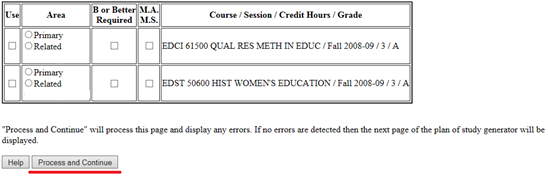 Use Area B or Better Required M.A. M.S. Course / Session / Credit Hours / Grade
Primary
Related
EDCI 61500 QUAL RES METH IN EDUC / Fall 2008-09 / 3 / A
Primary
Related
EDST 50600 HIST WOMEN'S EDUCATION / Fall 2008-09 / 3 / A
"Process and Continue" will process this page and display any errors. If no errors are detected then the next page of the plan of study generator will be
displayed.
Help Process and Continue